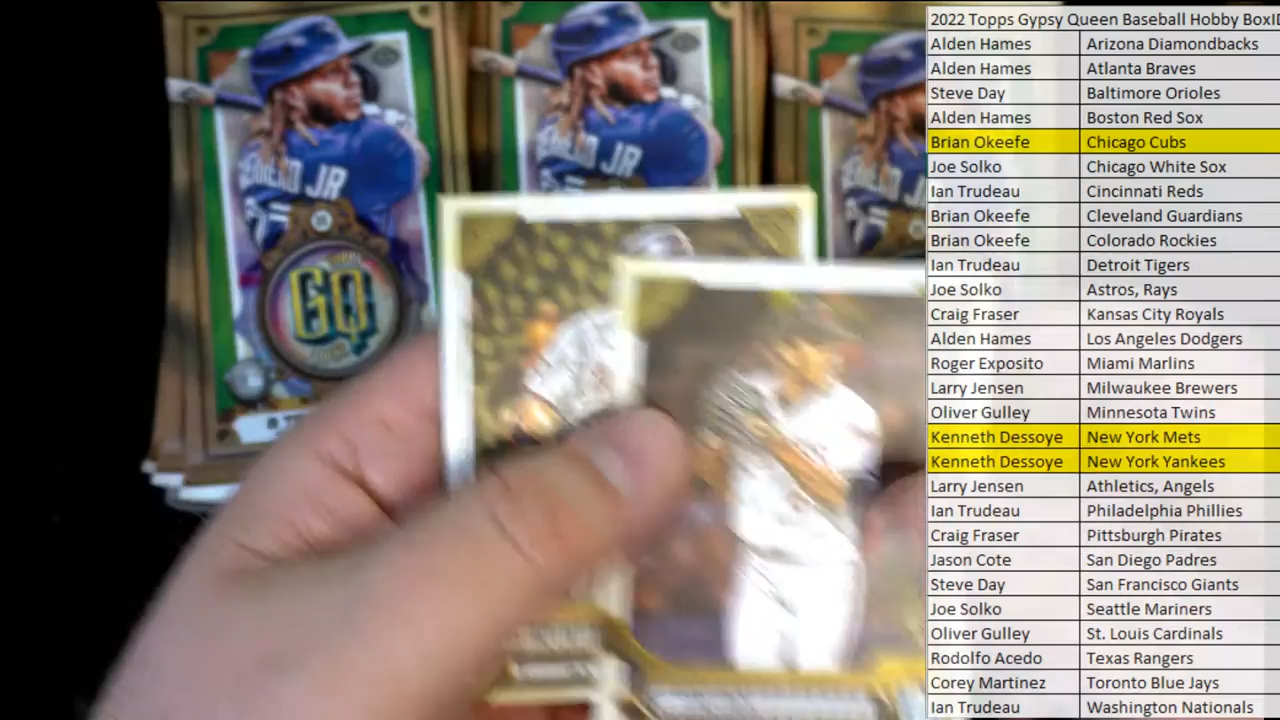 2022 Topps Gypsy Queen Baseball Hobby Box
Alden Hames Arizona Diamondbacks
Alden Hames Atlanta Braves
Steve Day Baltimore Orioles
Alden Hames Boston Red Sox
Brian Okeefe Chicago Cubs
Joe Solko Chicago White Sox
Ian Trudeau Cincinnati Reds
Brian Okeefe Cleveland Guardians
Brian Okeefe Colorado Rockies
Ian Trudeau Detroit Tigers
Joe Solko Astros, Rays
Craig Fraser Kansas City Royals
Alden Hames Los Angeles Dodgers
Roger Exposito Miami Marlins
Larry Jensen Milwaukee Brewers
Oliver Gulley Minnesota Twins
Kenneth Dessoye New York Mets
Kenneth Dessoye New York Yankees
Larry Jensen Athletics, Angels
Ian Trudeau Philadelphia Phillies
Craig Fraser Pittsburgh Pirates
Jason Cote San Diego Padres
Steve Day San Francisco Giants
Joe Solko Seattle Mariners
Oliver Gulley St. Louis Cardinals
Rodolfo Acedo Texas Rangers
Corey Martinez Toronto Blue Jays
Ian Trudeau Washington Nationals
JR
TOPPS
GQ
JR